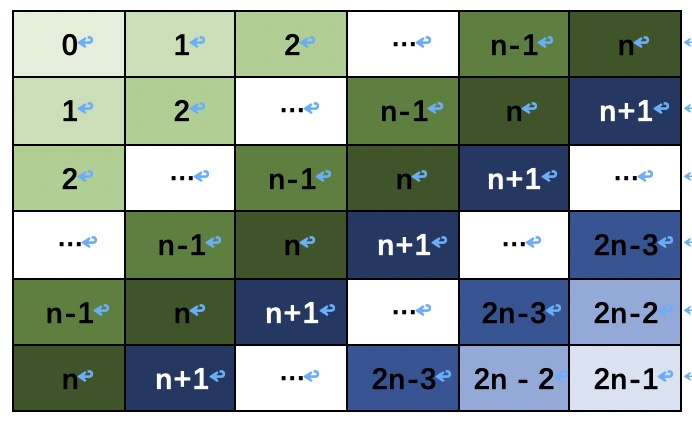 0 1 2 ... n-1 n
1 2 ... n-1 n n+1
2 ... n-1 n n+1 ...
... n-1 n n+1 ... 2n-3
n-1 n n+1 ... 2n-3 2n-2
n n+1 ... 2n-3 2n - 2 2n-1